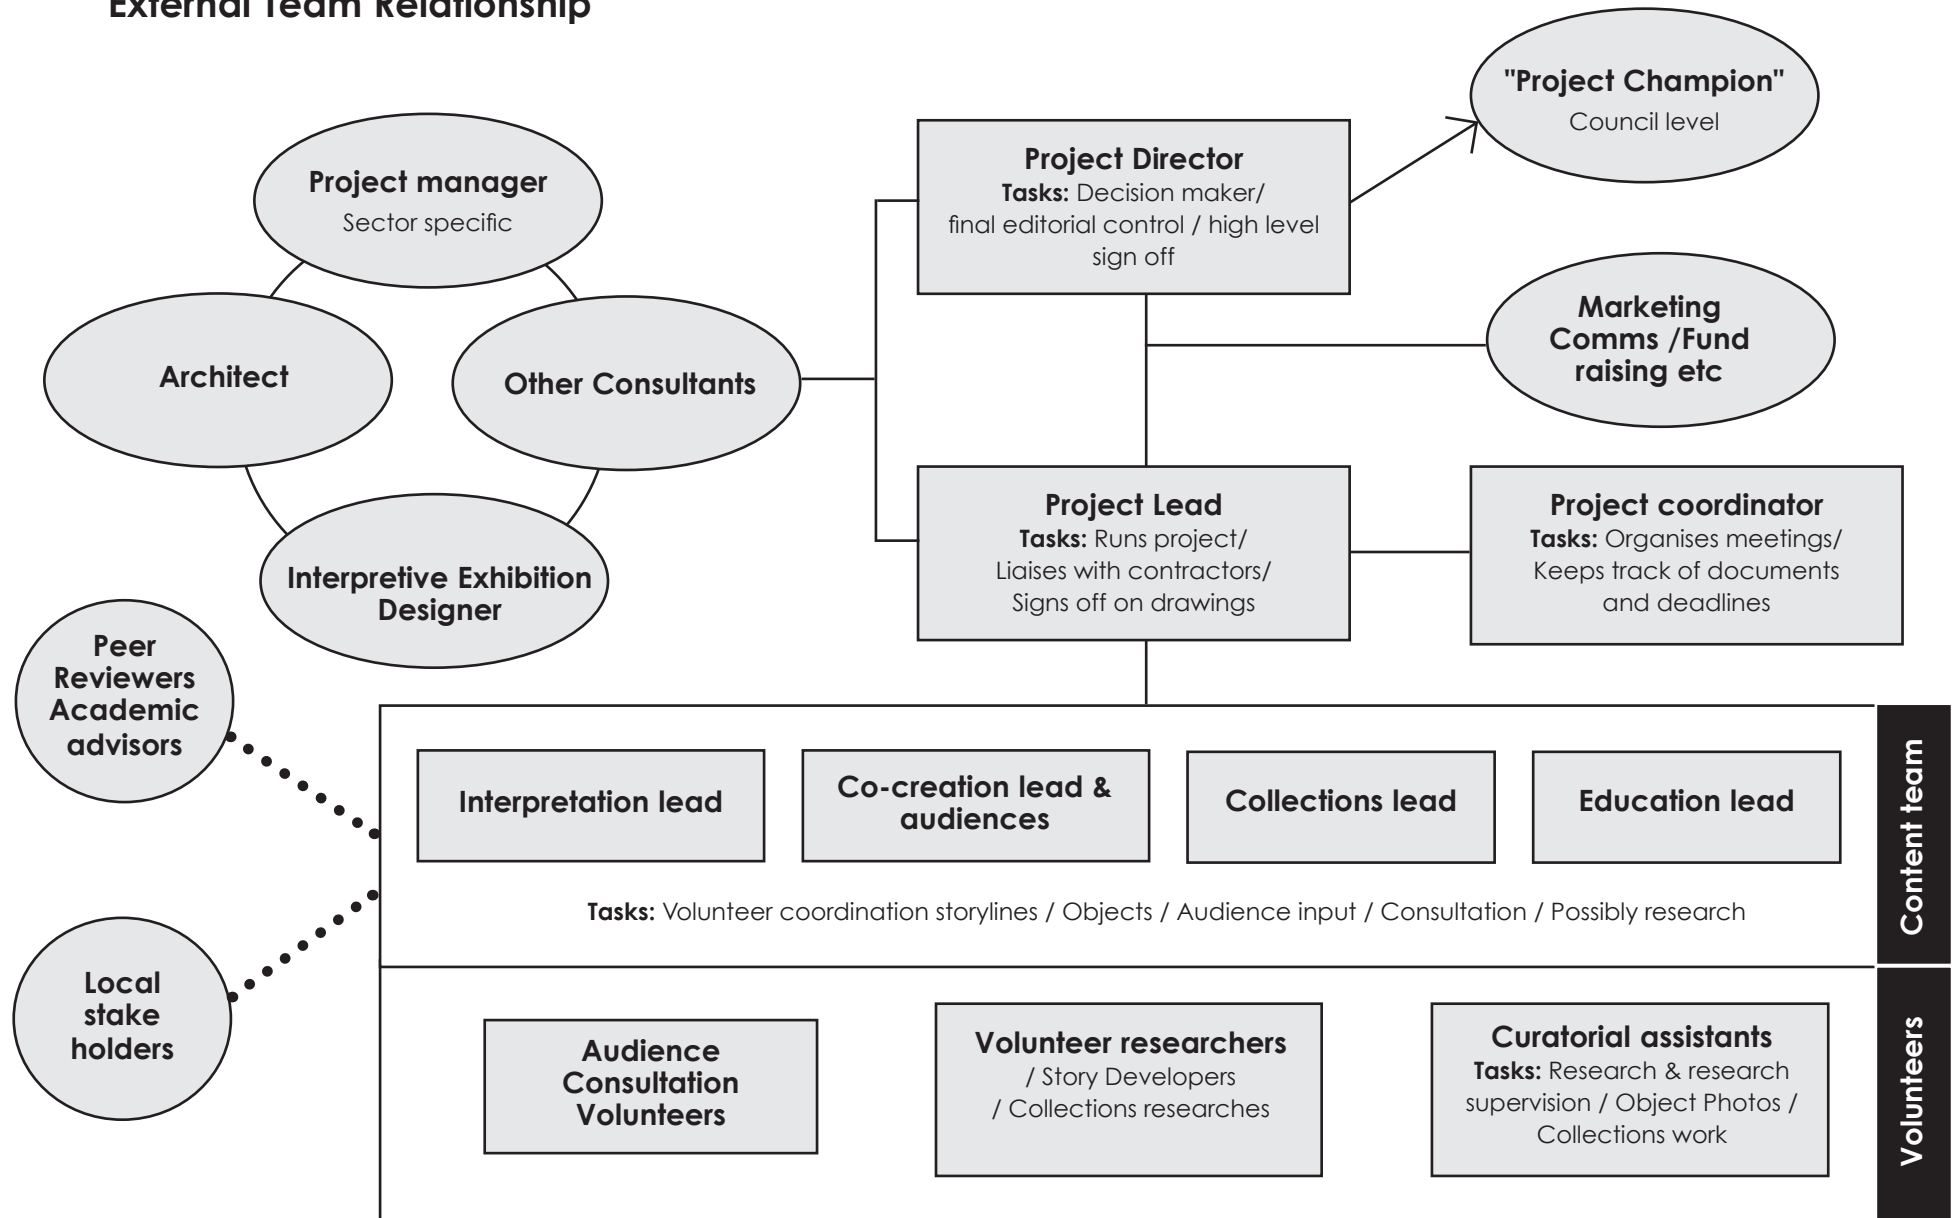 External Team Relationship
"Project Champion"
Council level
Project manager
Sector specific
Project Director
Tasks: Decision maker/
final editorial control / high level
sign off
Architect
Other Consultants
Marketing
Comms /Fund
raising etc
Interpretive Exhibition
Designer
Project Lead
Tasks: Runs project/
Liaises with contractors/
Signs off on drawings
Project coordinator
Tasks: Organises meetings/
Keeps track of documents
and deadlines
Peer
Reviewers
Academic
advisors
Interpretation lead
Co-creation lead &
audiences
Collections lead
Education lead
Tasks: Volunteer coordination storylines / Objects / Audience input / Consultation / Possibly research
Content team
Local
stake
holders
Audience
Consultation
Volunteers
Volunteer researchers
/ Story Developers
/ Collections researches
Curatorial assistants
Tasks: Research & research
supervision / Object Photos /
Collections work
Volunteers